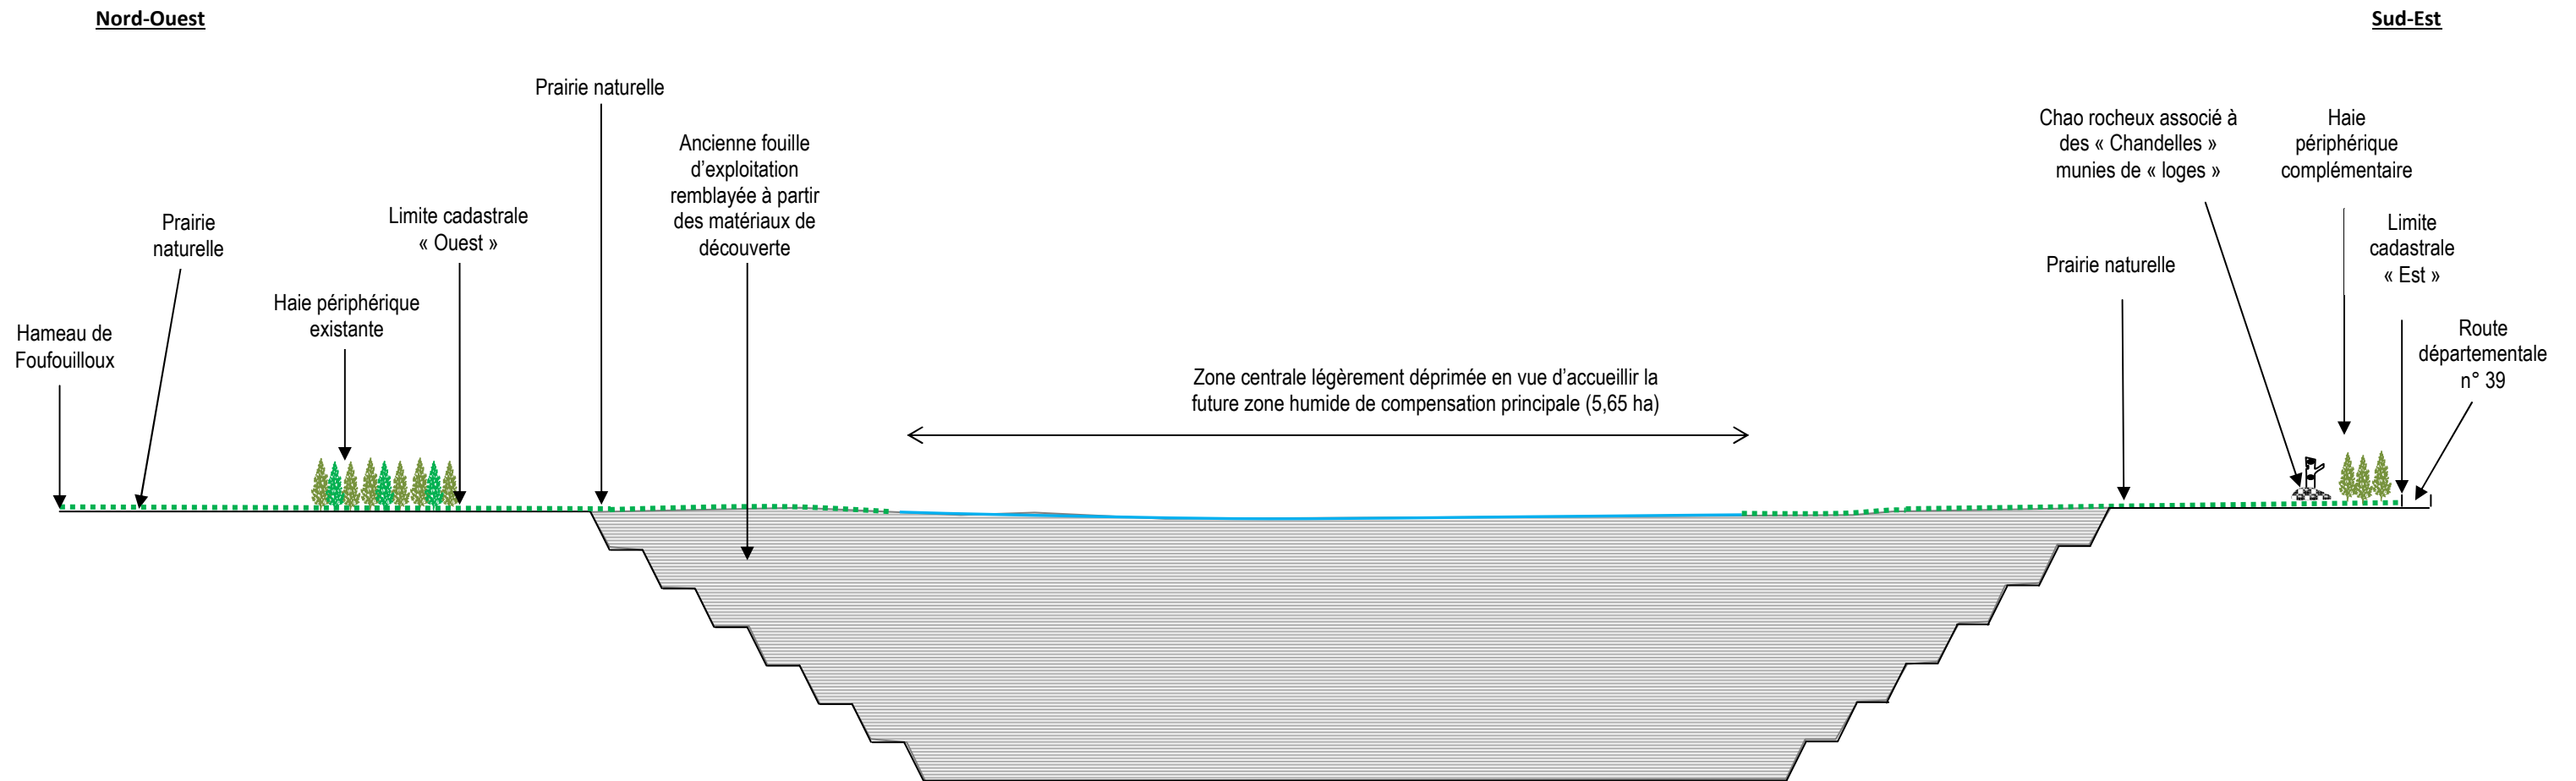 Nord-Ouest
Sud-Est
Prairie naturelle
Ancienne fouille
d’exploitation
remblayée à partir
des matériaux de
découverte
Chao rocheux associé à
des « Chandelles »
munies de « loges »
Haie
périphérique
complémentaire
Prairie
naturelle
Limite cadastrale
« Ouest »
Limite
cadastrale
« Est »
Prairie naturelle
Haie périphérique
existante
Hameau de
Foufouilloux
Route
départementale
n° 39
Zone centrale légèrement déprimée en vue d’accueillir la
future zone humide de compensation principale (5,65 ha)